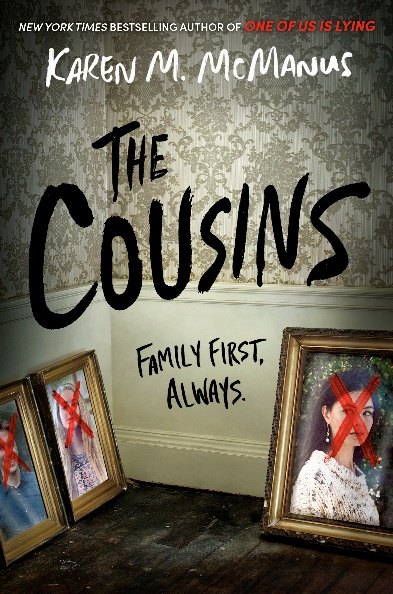 NEW YORK TIMES BESTSELLING AUTHOR OF ONE OF US IS LYING
KAREN M. MCMANUS
THE
COUSINS
FAMILY FIRST.
ALWAYS.